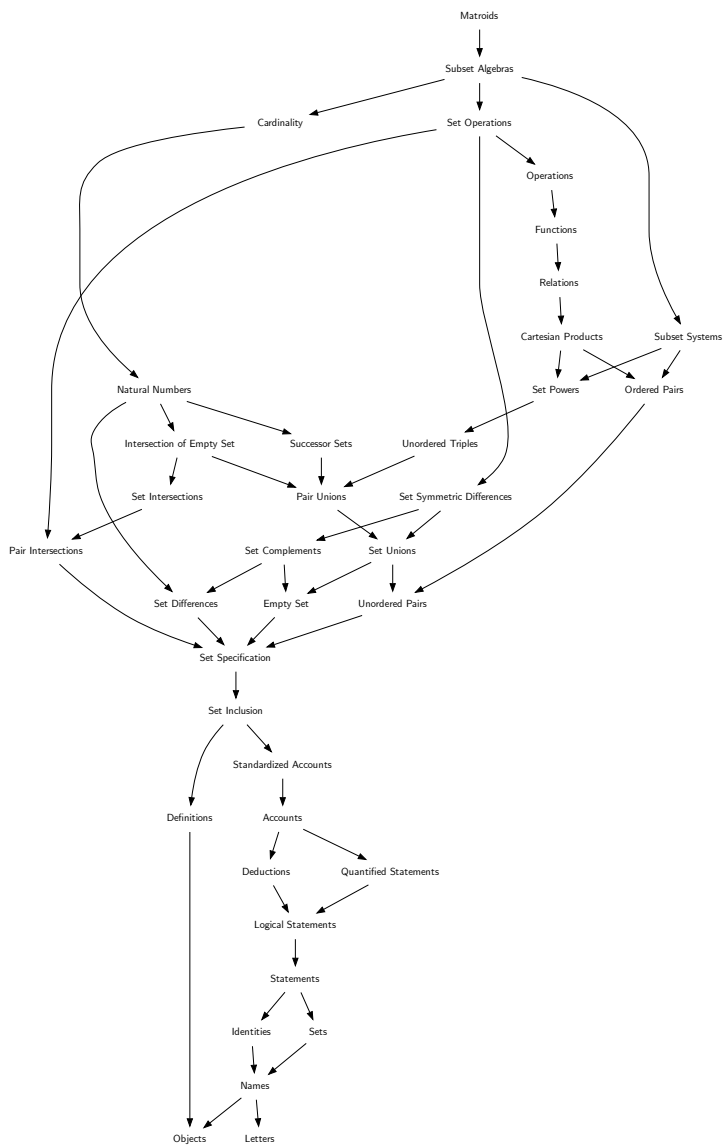 Matroids
Subset Algebras
Cardinality
Set Operations
Operations
Functions
Relations
Cartesian Products
Subset Systems
Natural Numbers
Set Powers
Ordered Pairs
Intersection of Empty Set
Successor Sets
Unordered Triples
Set Intersections
Pair Unions
Set Symmetric Differences
Pair Intersections
Set Complements
Set Unions
Set Differences
Empty Set
Unordered Pairs
Set Specification
Set Inclusion
Standardized Accounts
Definitions
Accounts
Deductions
Quantified Statements
Logical Statements
Statements
Identities
Sets
Names
Objects
Letters